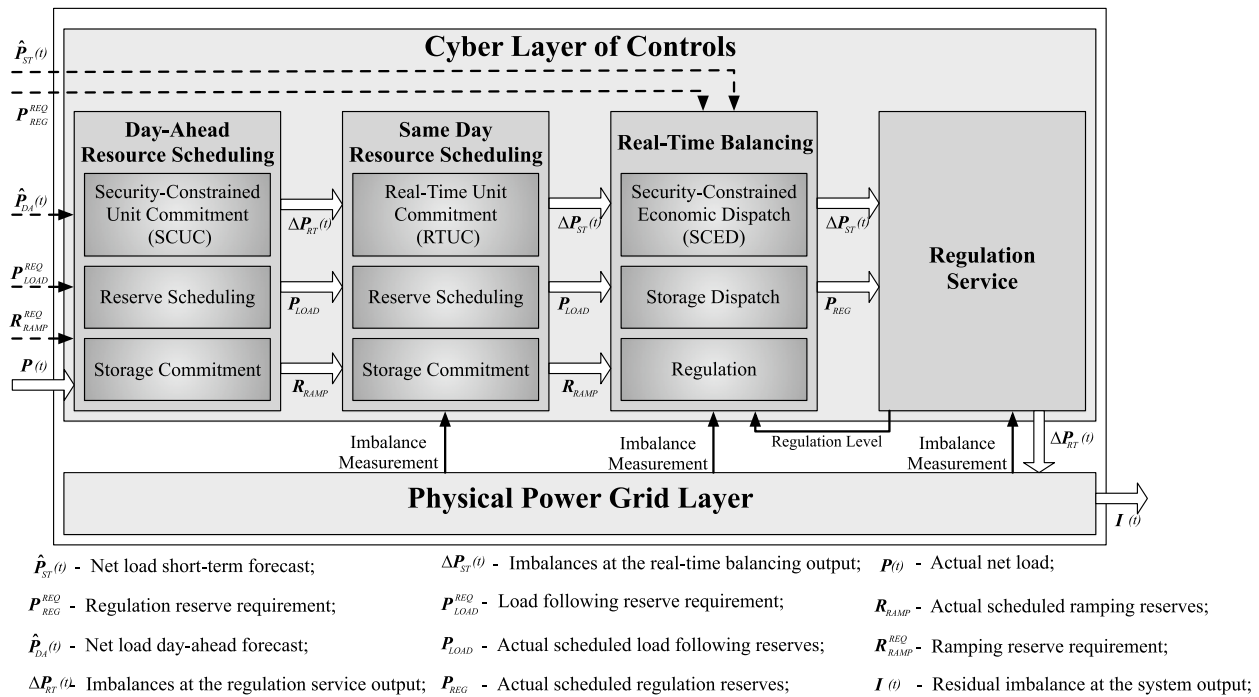 Cyber Layer of Controls
P̂_ST(t)
P_REG^REQ
P̂_DA(t)
P_LOAD^REQ
R_RAMP^REQ
P(t)
Day-Ahead
Resource Scheduling
Security-Constrained
Unit Commitment
(SCUC)
Reserve Scheduling
Storage Commitment
ΔP_RT(t)
P_LOAD
R_RAMP
Same Day
Resource Scheduling
Real-Time Unit
Commitment
(RTUC)
Reserve Scheduling
Storage Commitment
ΔP_ST(t)
P_LOAD
R_RAMP
Real-Time Balancing
Security-Constrained
Economic Dispatch
(SCED)
Storage Dispatch
Regulation
ΔP_ST(t)
P_REG
Regulation
Service
Imbalance
Measurement
Imbalance
Measurement
Regulation Level
Imbalance
Measurement
ΔP_RT(t)
Physical Power Grid Layer
I (t)
P̂_ST(t) - Net load short-term forecast;
P_REG^REQ - Regulation reserve requirement;
P̂_DA(t) - Net load day-ahead forecast;
ΔP_RT(t) - Imbalances at the regulation service output;
ΔP_ST(t) - Imbalances at the real-time balancing output;
P_LOAD^REQ - Load following reserve requirement;
P_LOAD - Actual scheduled load following reserves;
P_REG - Actual scheduled regulation reserves;
P(t) - Actual net load;
R_RAMP - Actual scheduled ramping reserves;
R_RAMP^REQ - Ramping reserve requirement;
I (t) - Residual imbalance at the system output;